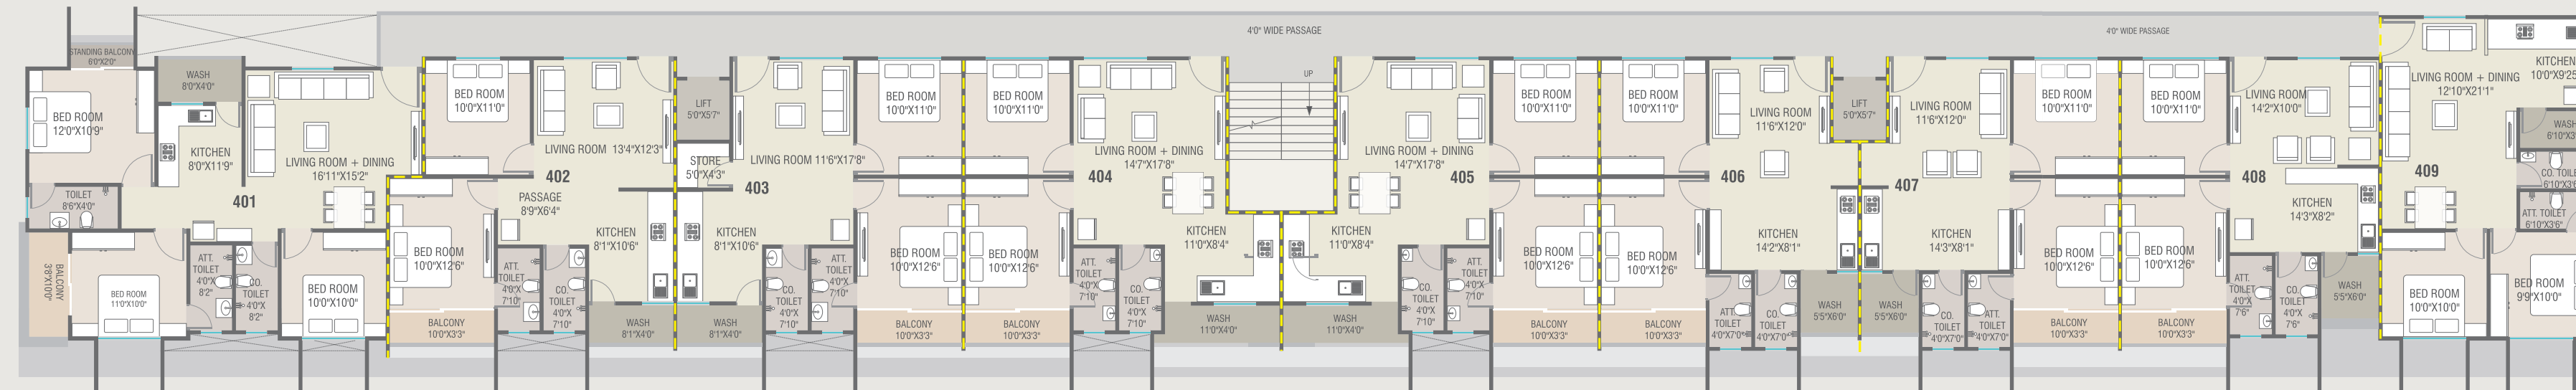 4'0" WIDE PASSAGE
4'0" WIDE PASSAGE
STANDING BALCONY
6'0"X2'0"
WASH
8'0"X4'0"
BED ROOM
12'0"X10'9"
KITCHEN
8'0"X11'9"
LIVING ROOM + DINING
16'11"X15'2"
TOILET
8'6"X4'0"
401
BALCONY
3'8"X10'0"
BED ROOM
11'0"X10'0"
ATT.
TOILET
4'0"X
8'2"
CO.
TOILET
4'0"X
8'2"
BED ROOM
10'0"X10'0"
BED ROOM
10'0"X11'0"
LIVING ROOM 13'4"X12'3"
402
PASSAGE
8'9"X6'4"
BED ROOM
10'0"X12'6"
KITCHEN
8'1"X10'6"
ATT.
TOILET
4'0"X
7'10"
CO.
TOILET
4'0"X
7'10"
BALCONY
10'0"X3'3"
WASH
8'1"X4'0"
LIFT
5'0"X5'7"
STORE
5'0"X4'3"
LIVING ROOM 11'6"X17'8"
403
KITCHEN
8'1"X10'6"
WASH
8'1"X4'0"
CO.
TOILET
4'0"X
7'10"
ATT.
TOILET
4'0"X
7'10"
BED ROOM
10'0"X11'0"
BED ROOM
10'0"X12'6"
BALCONY
10'0"X3'3"
BED ROOM
10'0"X11'0"
BED ROOM
10'0"X12'6"
BALCONY
10'0"X3'3"
LIVING ROOM + DINING
14'7"X17'8"
404
KITCHEN
11'0"X8'4"
ATT.
TOILET
4'0"X
7'10"
CO.
TOILET
4'0"X
7'10"
WASH
11'0"X4'0"
UP
LIVING ROOM + DINING
14'7"X17'8"
405
KITCHEN
11'0"X8'4"
WASH
11'0"X4'0"
CO.
TOILET
4'0"X
7'10"
ATT.
TOILET
4'0"X
7'10"
BED ROOM
10'0"X11'0"
BED ROOM
10'0"X12'6"
BALCONY
10'0"X3'3"
BED ROOM
10'0"X11'0"
BED ROOM
10'0"X12'6"
BALCONY
10'0"X3'3"
LIVING ROOM
11'6"X12'0"
406
KITCHEN
14'2"X8'1"
ATT.
TOILET
4'0"X7'0"
CO.
TOILET
4'0"X7'0"
WASH
5'5"X6'0"
LIFT
5'0"X5'7"
LIVING ROOM
11'6"X12'0"
407
KITCHEN
14'3"X8'1"
WASH
5'5"X6'0"
CO.
TOILET
4'0"X7'0"
ATT.
TOILET
4'0"X7'0"
BED ROOM
10'0"X11'0"
BED ROOM
10'0"X12'6"
BALCONY
10'0"X3'3"
BED ROOM
10'0"X11'0"
BED ROOM
10'0"X12'6"
BALCONY
10'0"X3'3"
LIVING ROOM
14'2"X10'0"
408
KITCHEN
14'3"X8'2"
ATT.
TOILET
4'0"X
7'6"
CO.
TOILET
4'0"X
7'6"
WASH
5'5"X6'0"
LIVING ROOM + DINING
12'10"X21'1"
409
KITCHEN
10'0"X9'25
WASH
6'10"X3'
CO. TOILE
6'10"X3'6
ATT. TOILET
6'10"X3'6"
BED ROOM
10'0"X10'0"
BED ROOM
9'9"X10'0"